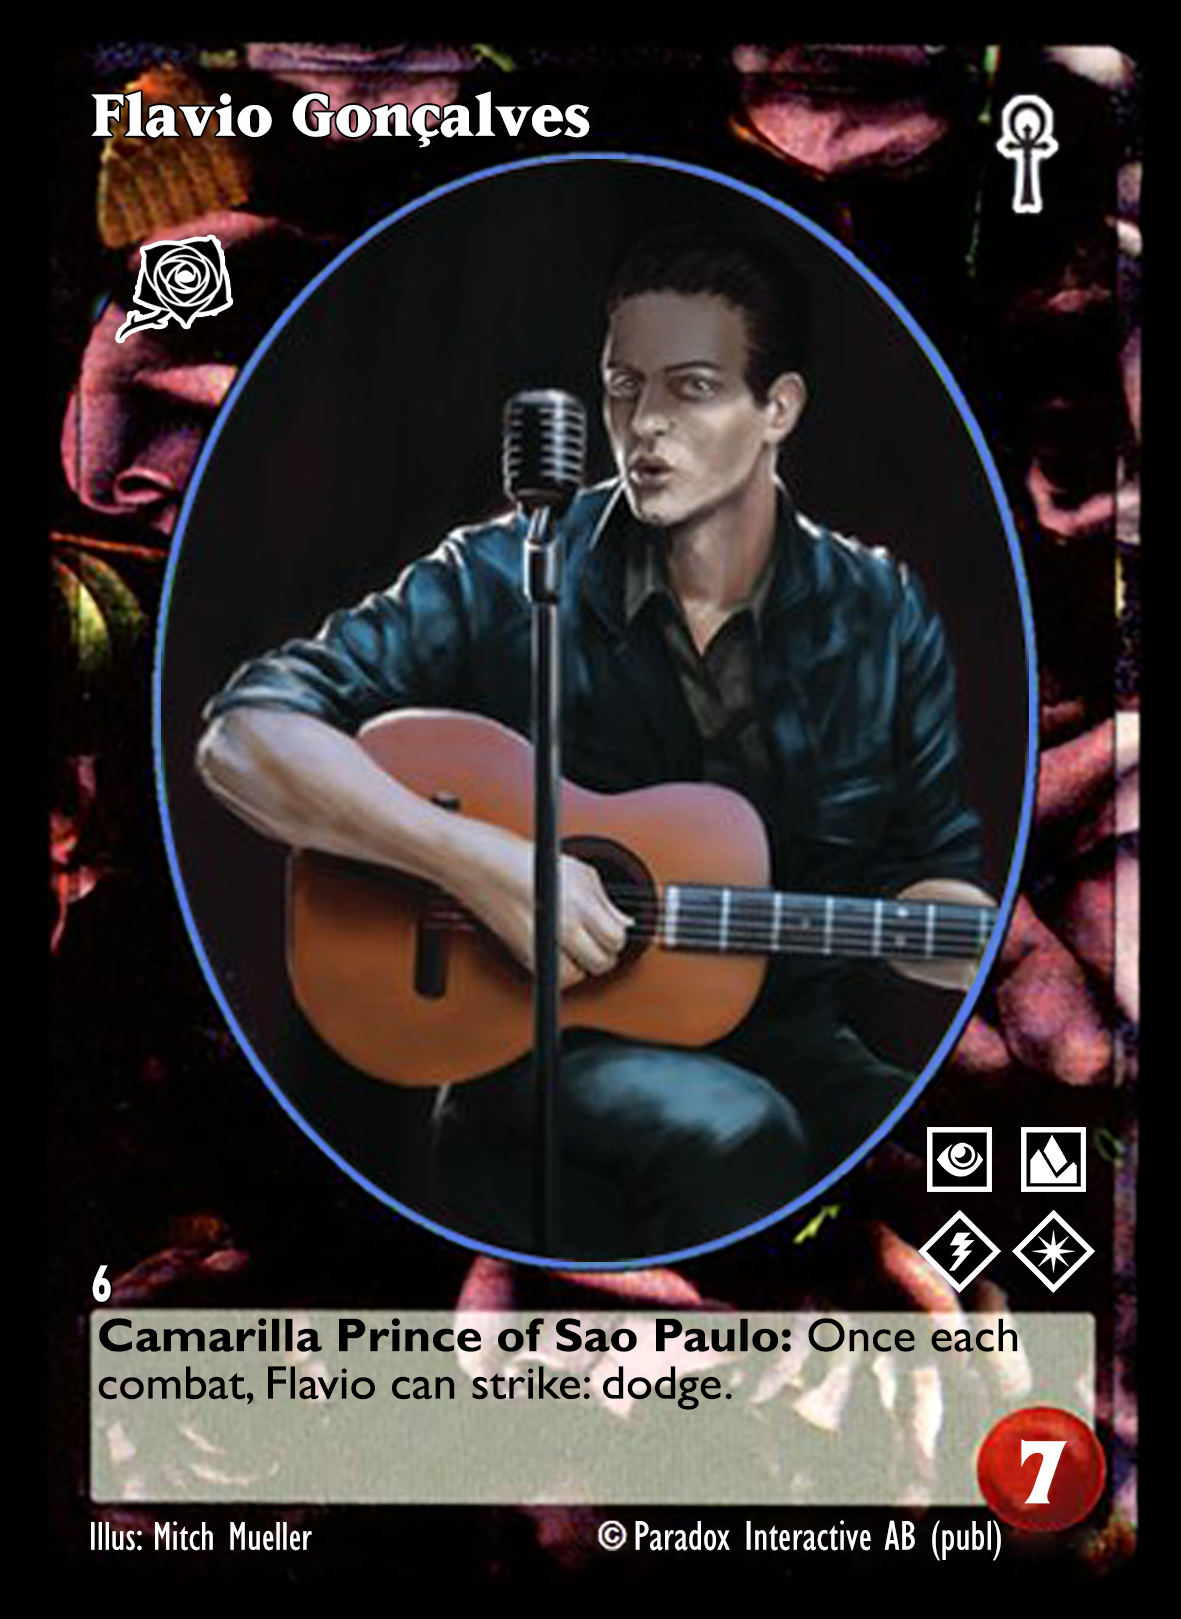 Flavio Gonçalves
6
Camarilla Prince of Sao Paulo: Once each
combat, Flavio can strike: dodge.
7
Illus: Mitch Mueller © Paradox Interactive AB (publ)